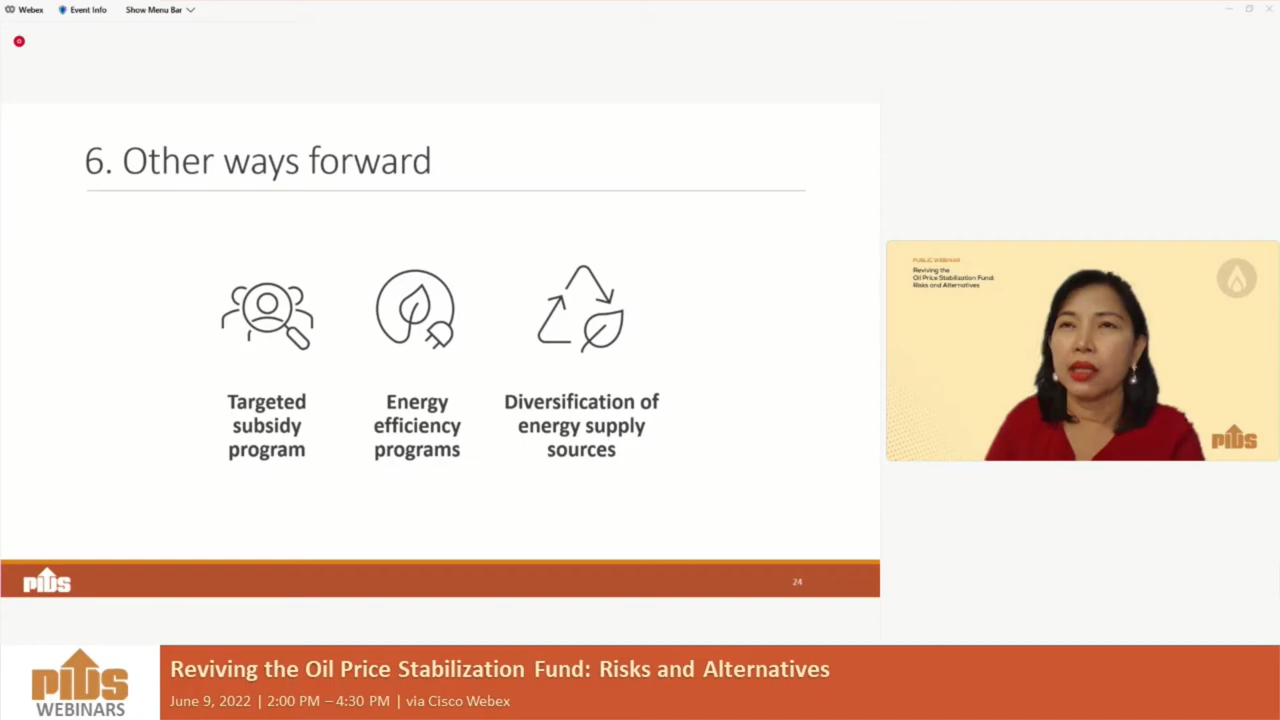 Webex
Event Info
Show Menu Bar
6. Other ways forward
Targeted
subsidy
program
Energy
efficiency
programs
Diversification of
energy supply
sources
PUBLIC WEBINAR
Reviving the
Oil Price Stabilization Fund:
Risks and Alternatives
pids
pids
24
pids
WEBINARS
Reviving the Oil Price Stabilization Fund: Risks and Alternatives
June 9, 2022 | 2:00 PM – 4:30 PM | via Cisco Webex